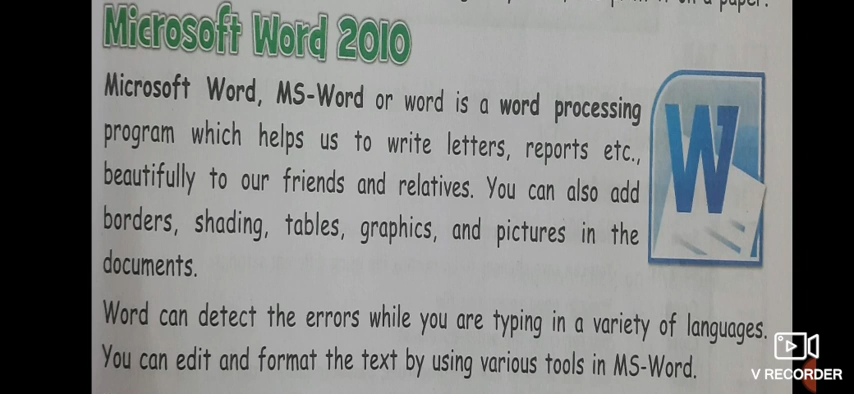 on a paper.
Microsoft Word 2010
Microsoft Word, MS-Word or word is a word processing
program which helps us to write letters, reports etc.,
beautifully to our friends and relatives. You can also add
borders, shading, tables, graphics, and pictures in the
documents.
W
Word can detect the errors while you are typing in a variety of languages.
You can edit and format the text by using various tools in MS-Word.
V RECORDER